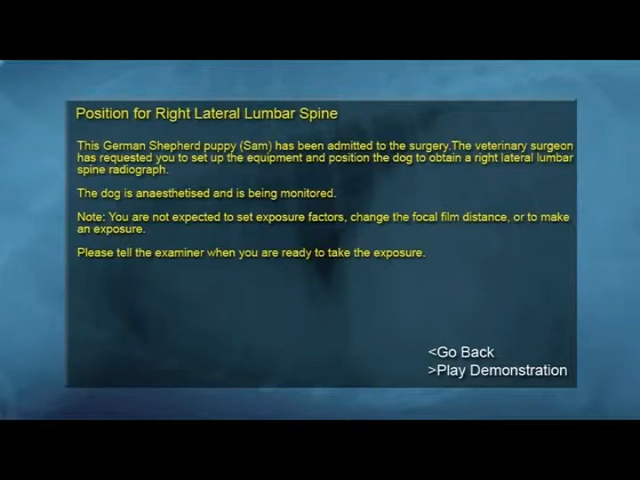 Position for Right Lateral Lumbar Spine
This German Shepherd puppy (Sam) has been admitted to the surgery.The veterinary surgeon
has requested you to set up the equipment and position the dog to obtain a right lateral lumbar
spine radiograph.
The dog is anaesthetised and is being monitored.
Note: You are not expected to set exposure factors, change the focal film distance, or to make
an exposure.
Please tell the examiner when you are ready to take the exposure.
<Go Back
>Play Demonstration